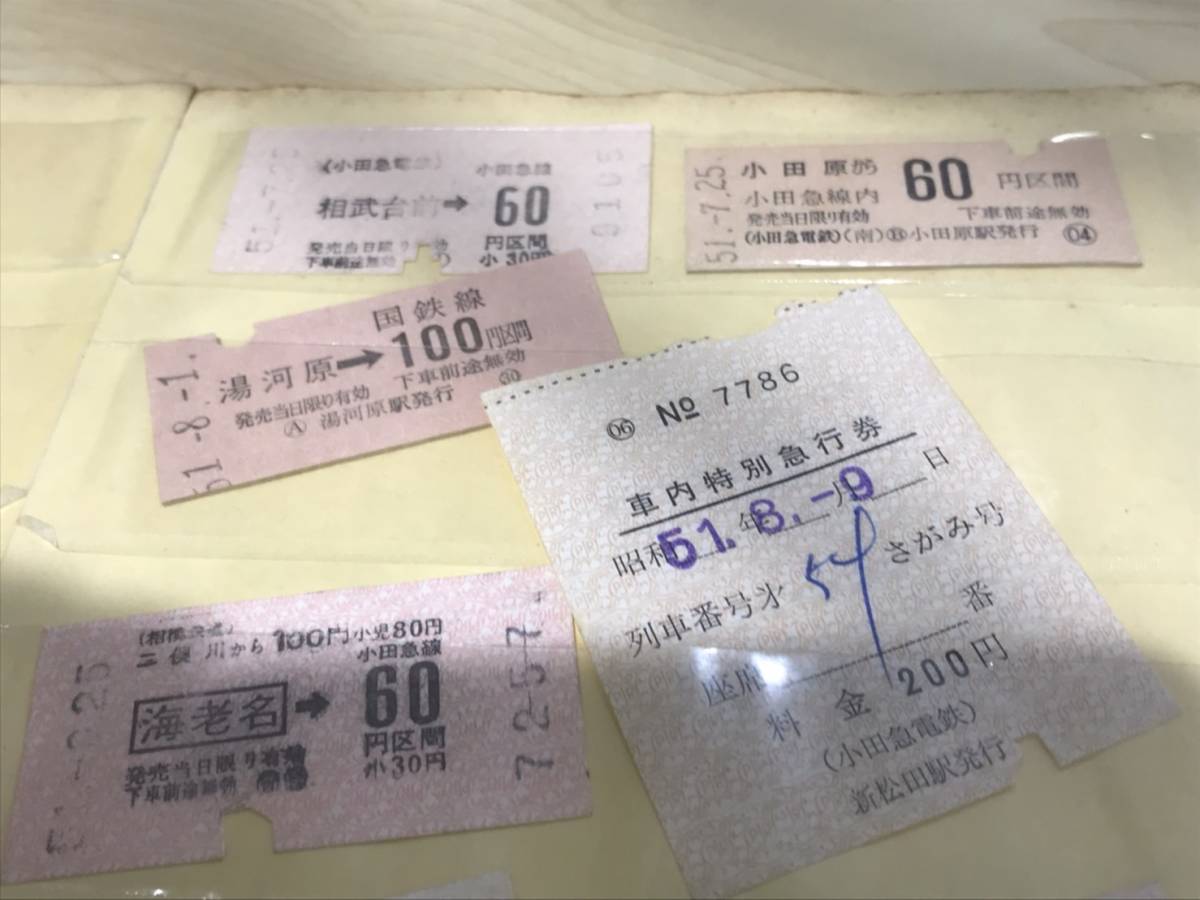 51.-7.25
(小田急電鉄)
小田急線
相武台前→60
円区間
発売当日限り有効
下車前途無効
小30円
0105
51.-7.25
小田原から 60 円区間
小田急線内
発売当日限り有効 下車前途無効
(小田急電鉄)(南)Ⓑ小田原駅発行 04
51.-8.-1.
国鉄線
湯河原→100円区間
発売当日限り有効 下車前途無効
Ⓐ 湯河原駅発行 30
06 № 7786
車内特別急行券
昭和51.年8.-月9日
列車番号 54 さがみ号
座席 番
料金 200円
(小田急電鉄)
新松田駅発行
25
二俣川から 100円 小児80円
小田急線
海老名→60
円区間
小30円
発売当日限り有効
下車前途無効
72-5-7